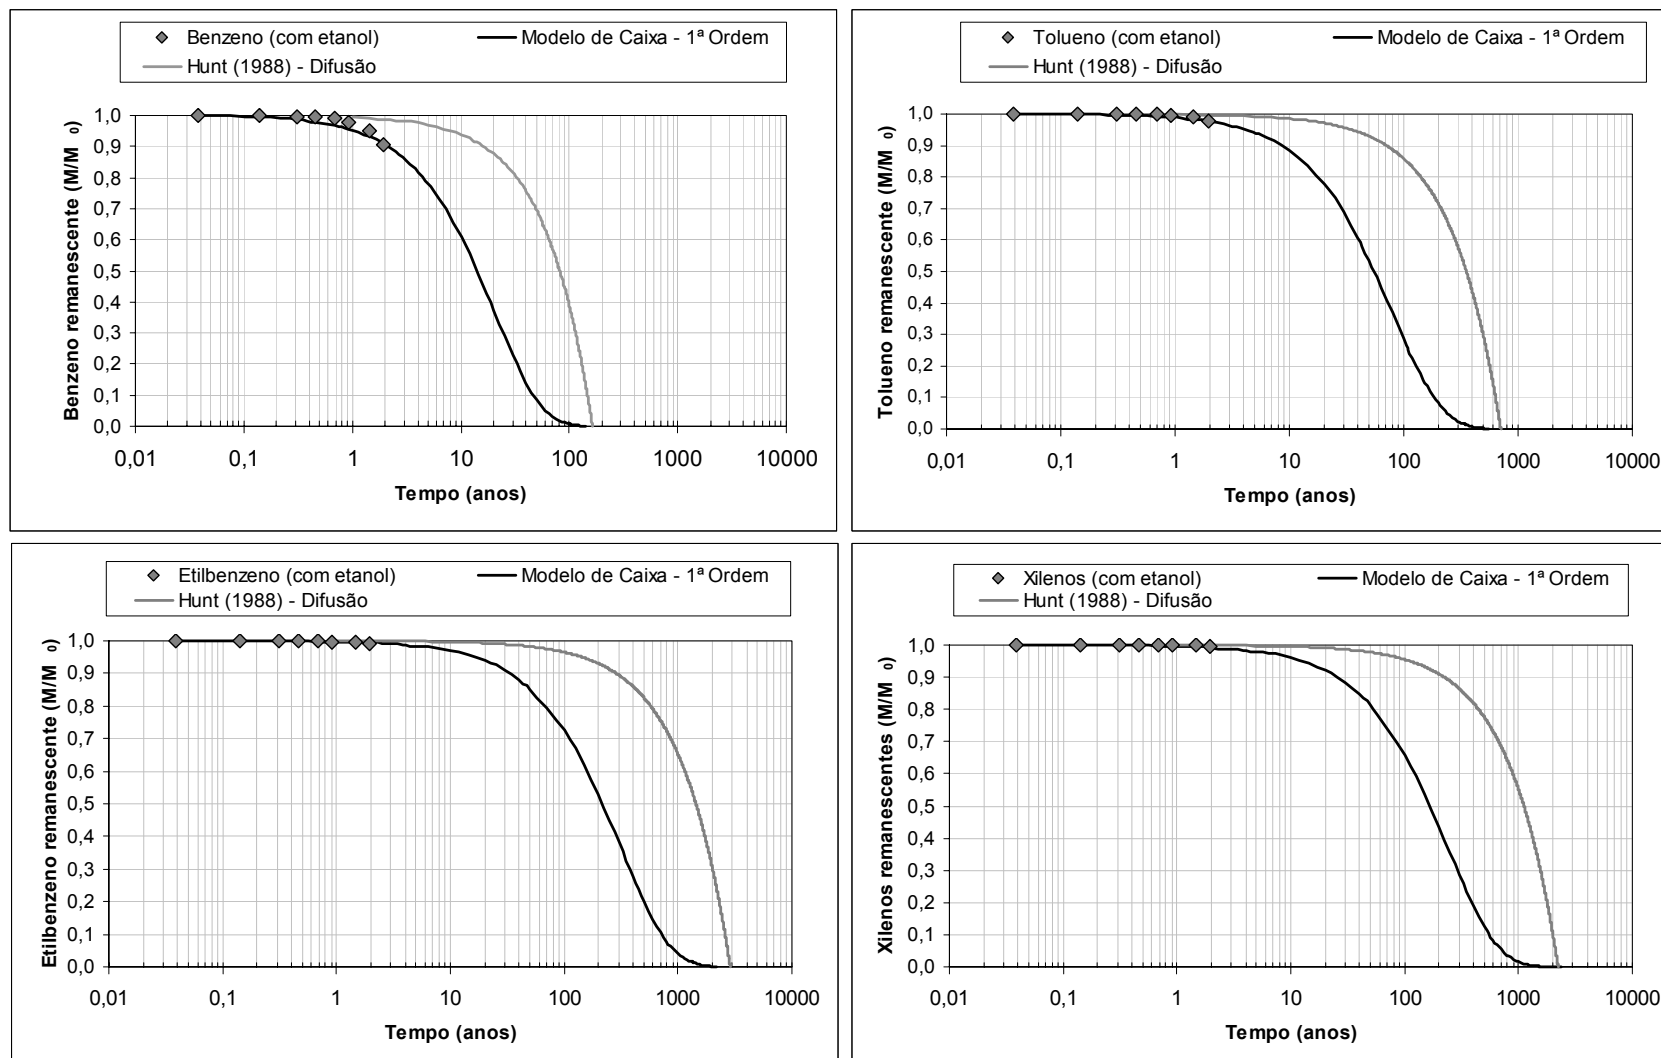 Benzeno (com etanol) Modelo de Caixa - 1ª Ordem
Hunt (1988) - Difusão
Benzeno remanescente (M/M 0)
1,0
0,9
0,8
0,7
0,6
0,5
0,4
0,3
0,2
0,1
0,0
0,01 0,1 1 10 100 1000 10000
Tempo (anos)
Tolueno (com etanol) Modelo de Caixa - 1ª Ordem
Hunt (1988) - Difusão
Tolueno remanescente (M/M 0)
1,0
0,9
0,8
0,7
0,6
0,5
0,4
0,3
0,2
0,1
0,0
0,01 0,1 1 10 100 1000 10000
Tempo (anos)
Etilbenzeno (com etanol) Modelo de Caixa - 1ª Ordem
Hunt (1988) - Difusão
Etilbenzeno remanescente (M/M 0)
1,0
0,9
0,8
0,7
0,6
0,5
0,4
0,3
0,2
0,1
0,0
0,01 0,1 1 10 100 1000 10000
Tempo (anos)
Xilenos (com etanol) Modelo de Caixa - 1ª Ordem
Hunt (1988) - Difusão
Xilenos remanescentes (M/M 0)
1,0
0,9
0,8
0,7
0,6
0,5
0,4
0,3
0,2
0,1
0,0
0,01 0,1 1 10 100 1000 10000
Tempo (anos)